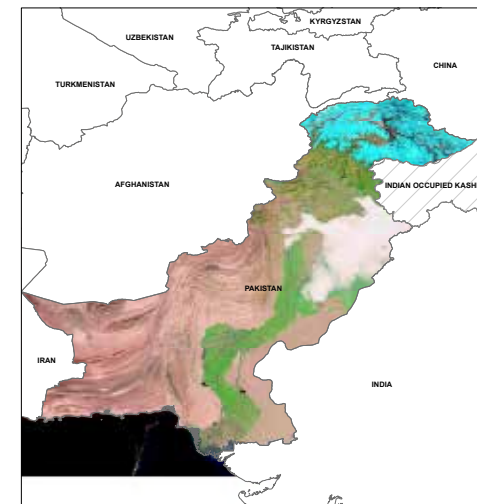 KYRGYZSTAN
UZBEKISTAN
TAJIKISTAN
CHINA
TURKMENISTAN
AFGHANISTAN
INDIAN OCCUPIED KASH
PAKISTAN
IRAN
INDIA